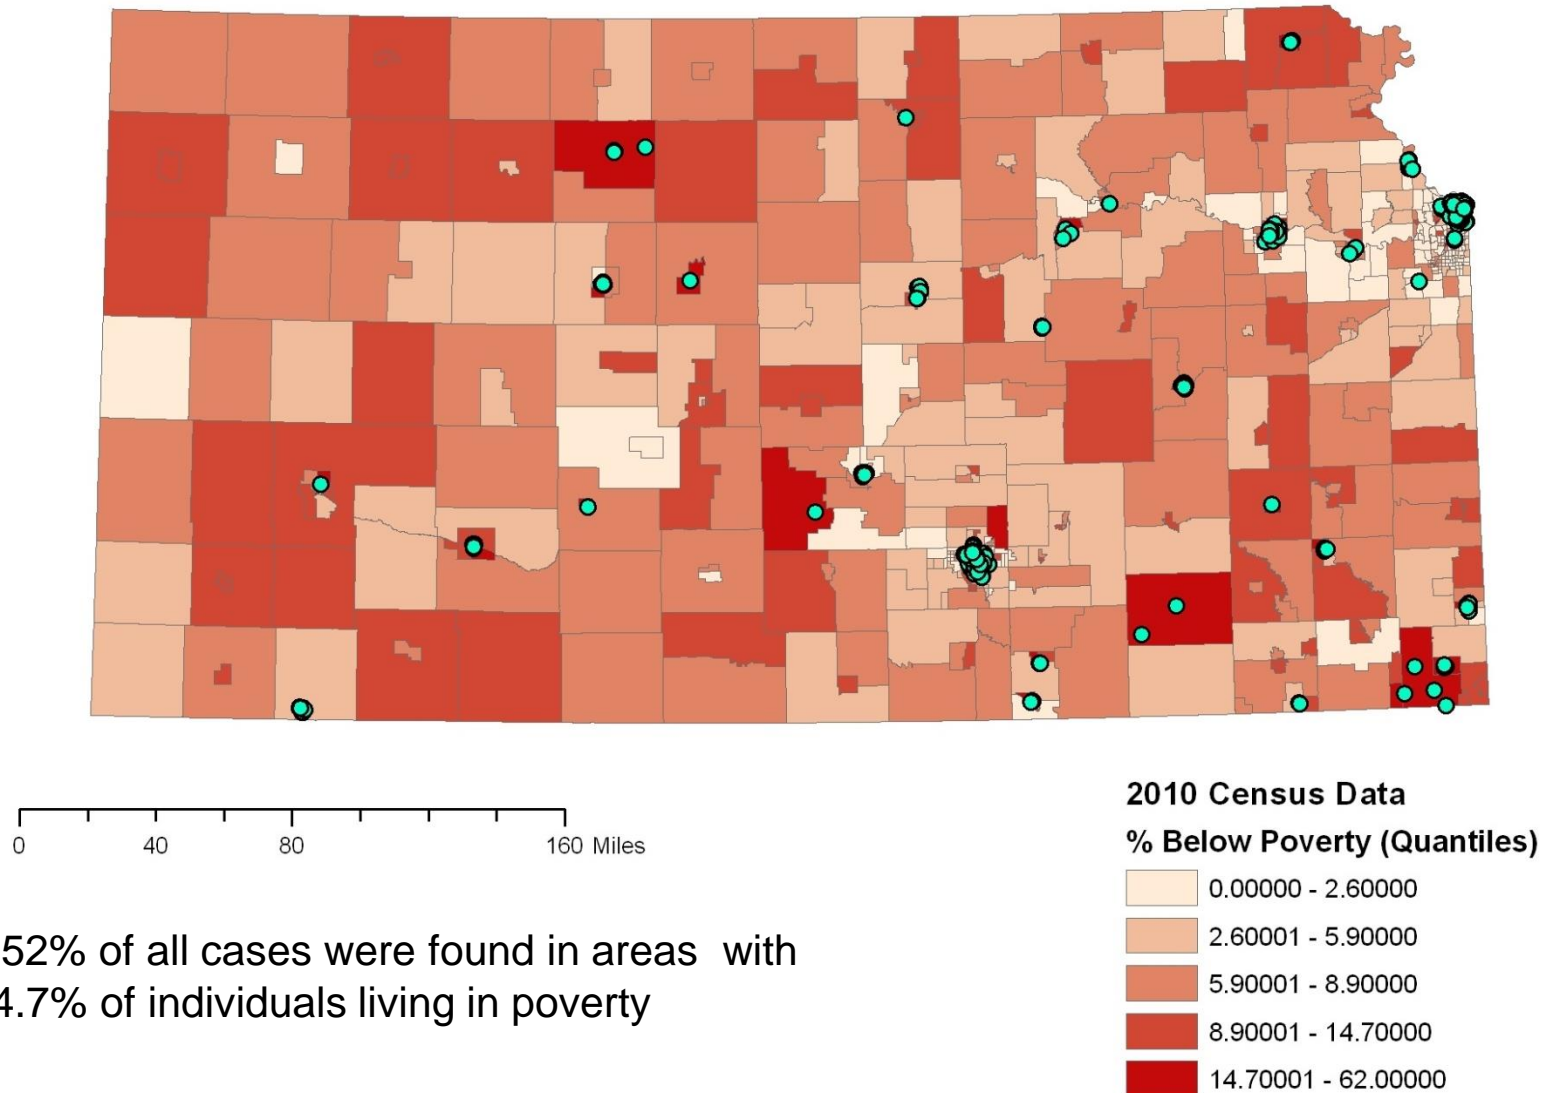 0 40 80 160 Miles
2010 Census Data
% Below Poverty (Quantiles)
0.00000 - 2.60000
2.60001 - 5.90000
5.90001 - 8.90000
8.90001 - 14.70000
14.70001 - 62.00000
52% of all cases were found in areas with
4.7% of individuals living in poverty